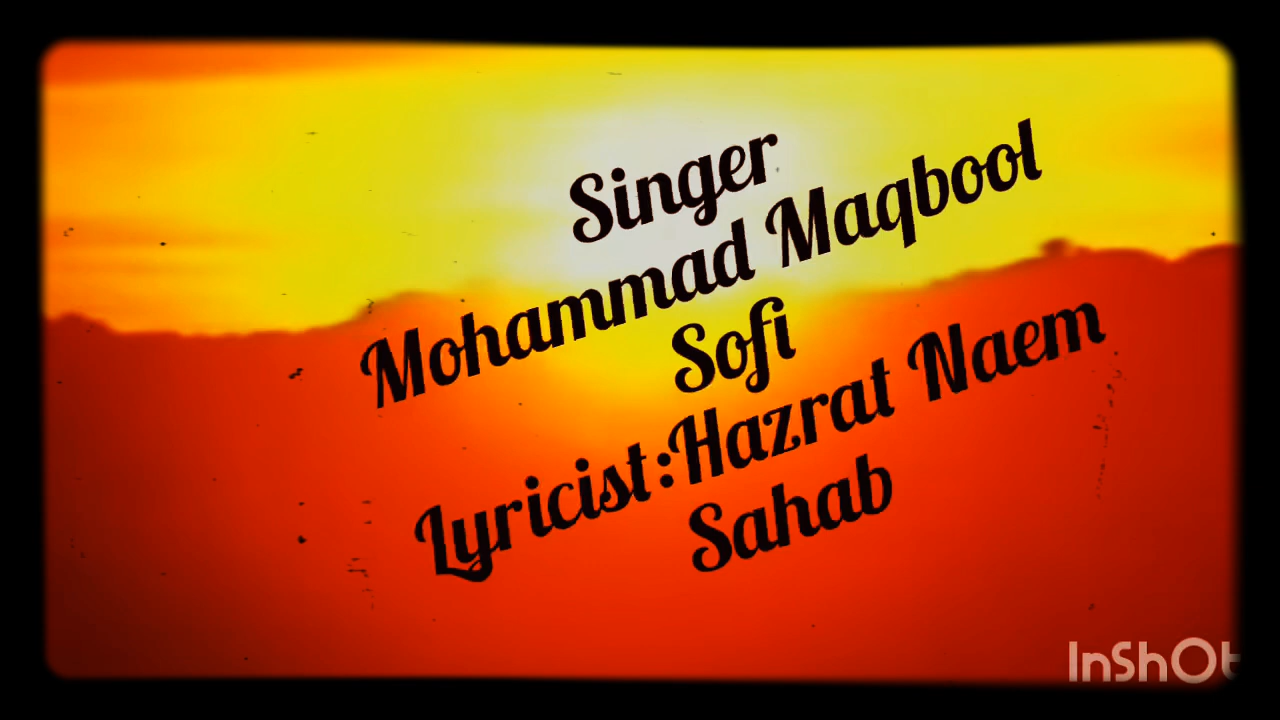 Singer
Mohammad Maqbool
Sofi
Lyricist:Hazrat Naem
Sahab
InShOt